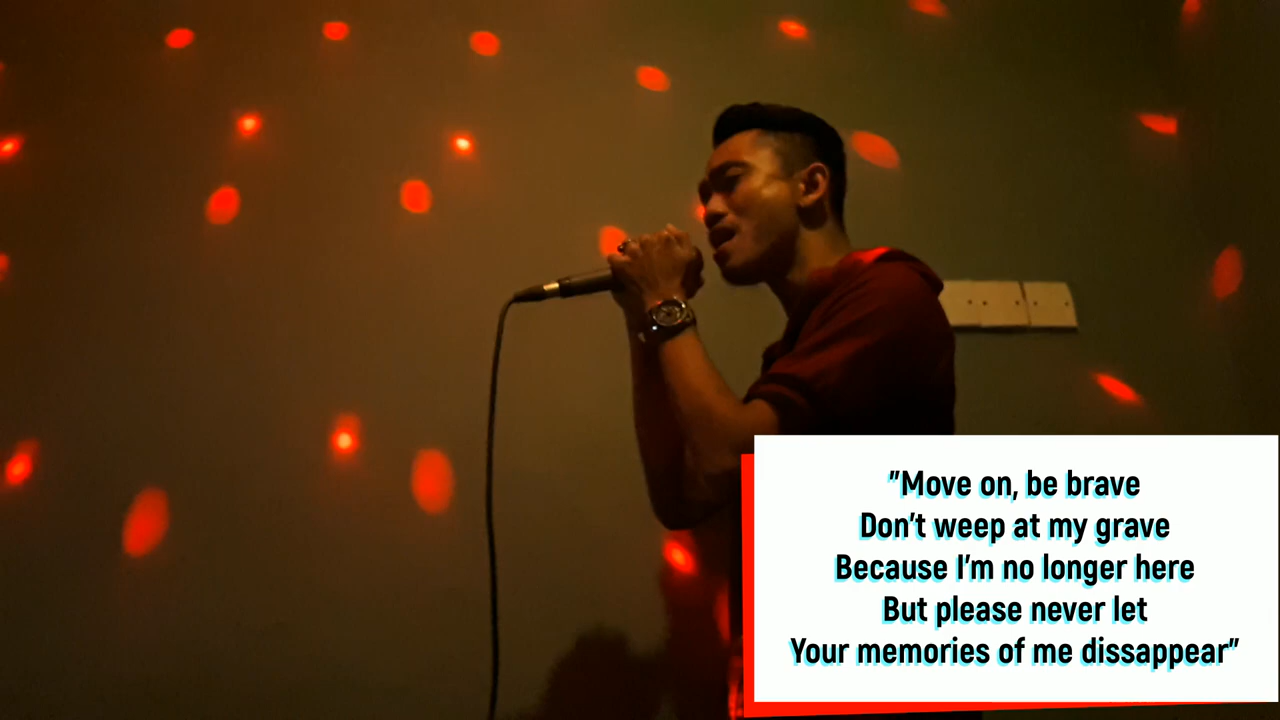 "Move on, be brave
Don't weep at my grave
Because I'm no longer here
But please never let
Your memories of me dissappear"